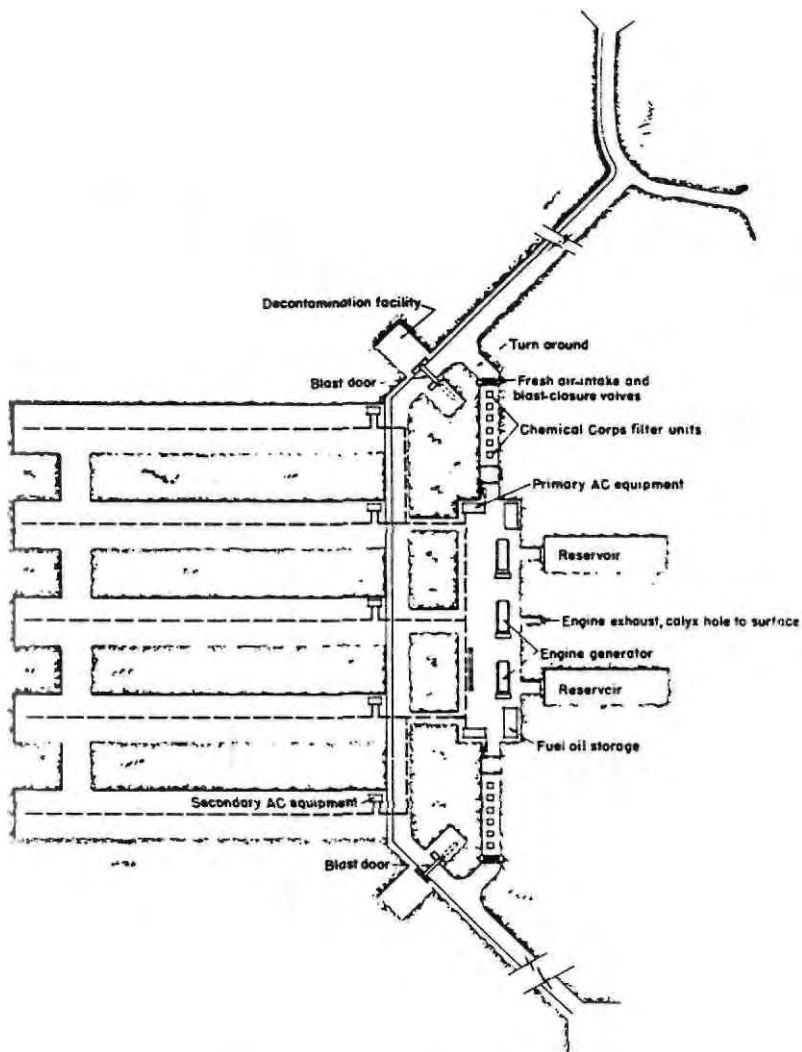 Decontamination facility
Turn around
Blast door
Fresh air-intake and
blast-closure valves
Chemical Corps filter units
Primary AC equipment
Reservoir
Engine exhaust, calyx hole to surface
Engine generator
Reservoir
Fuel oil storage
Secondary AC equipment
Blast door